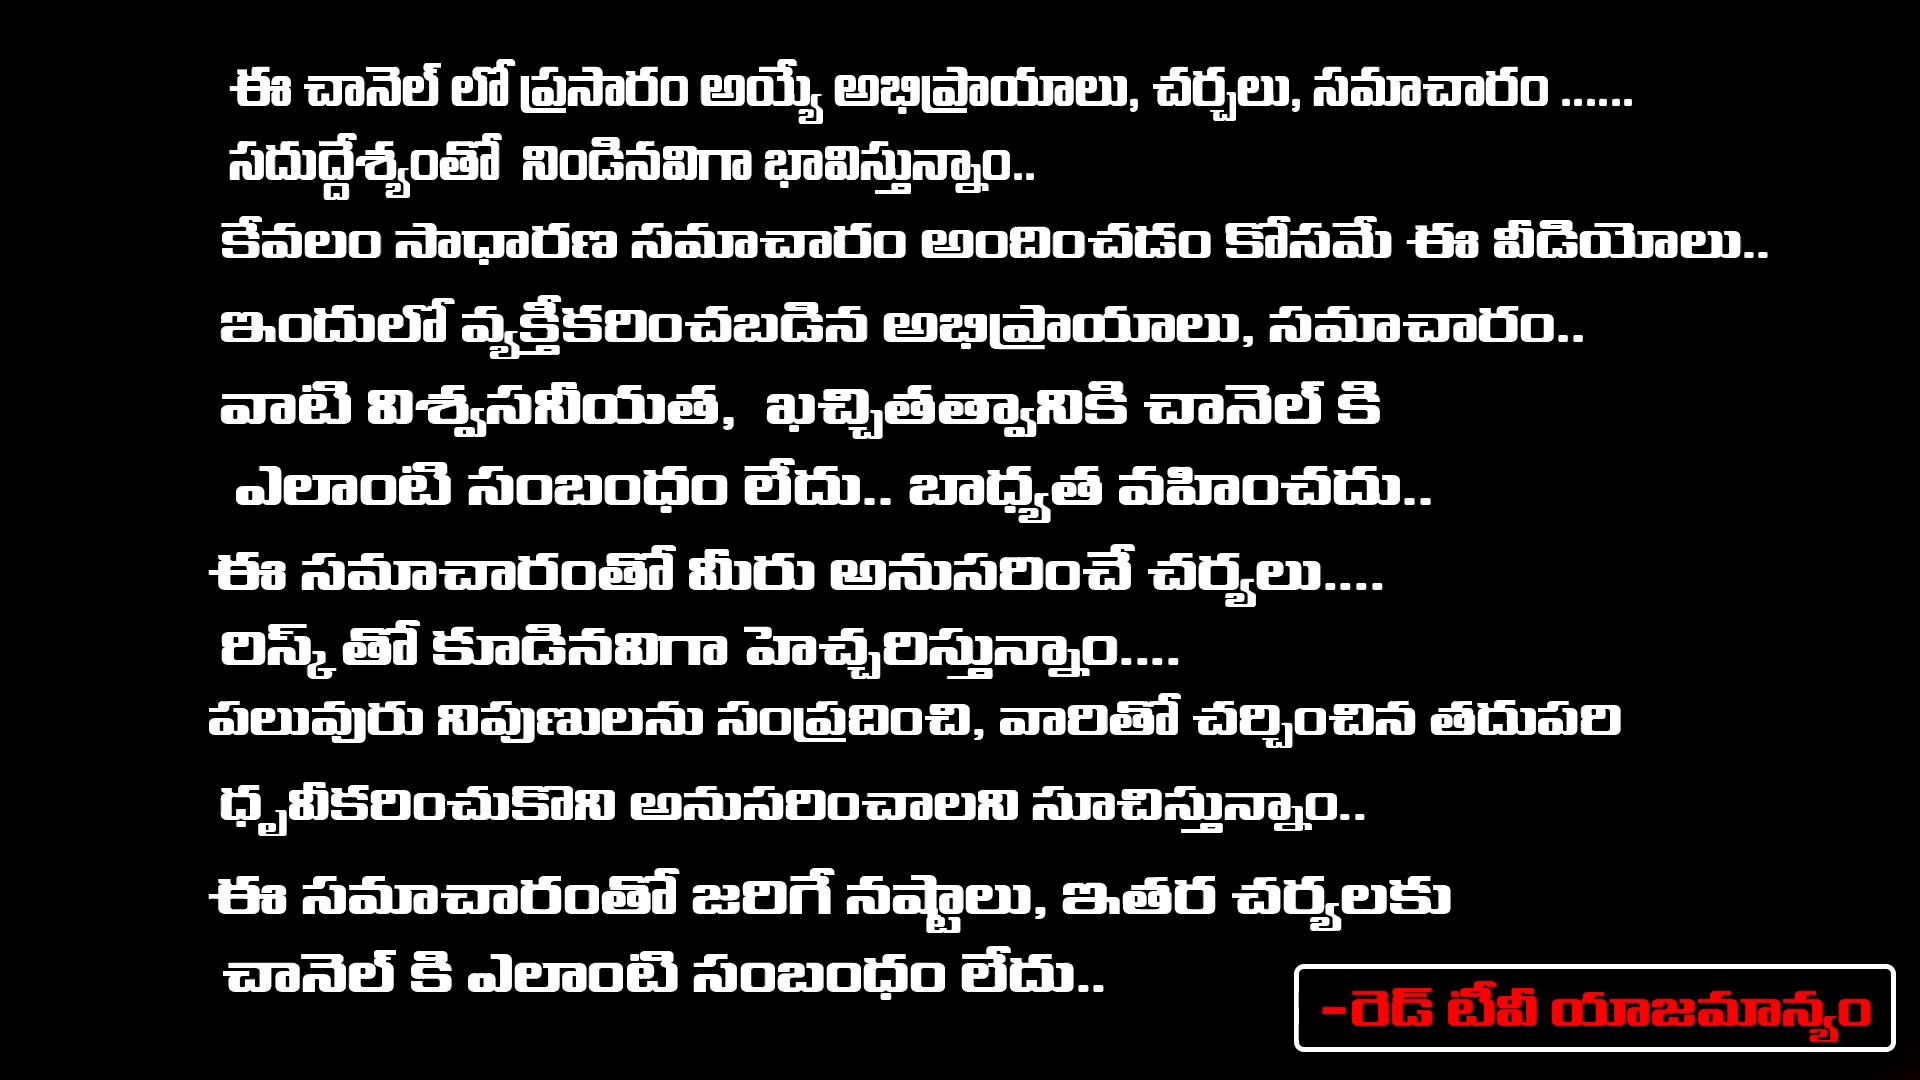 ఈ చానెల్ లో ప్రసారం అయ్యే అభిప్రాయాలు, చర్చలు, సమాచారం ......
సదుద్దేశ్యంతో నిండినవిగా భావిస్తున్నాం..
కేవలం సాధారణ సమాచారం అందించడం కోసమే ఈ వీడియోలు..
ఇందులో వ్యక్తీకరించబడిన అభిప్రాయాలు, సమాచారం..
వాటి విశ్వసనీయత, ఖచ్చితత్వానికి చానెల్ కి
ఎలాంటి సంబంధం లేదు.. బాధ్యత వహించదు..
ఈ సమాచారంతో మీరు అనుసరించే చర్యలు....
రిస్క్ తో కూడినవిగా హెచ్చరిస్తున్నాం....
పలువురు నిపుణులను సంప్రదించి, వారితో చర్చించిన తదుపరి
ధృవీకరించుకొని అనుసరించాలని సూచిస్తున్నాం..
ఈ సమాచారంతో జరిగే నష్టాలు, ఇతర చర్యలకు
చానెల్ కి ఎలాంటి సంబంధం లేదు..
-రెడ్ టీవీ యాజమాన్యం